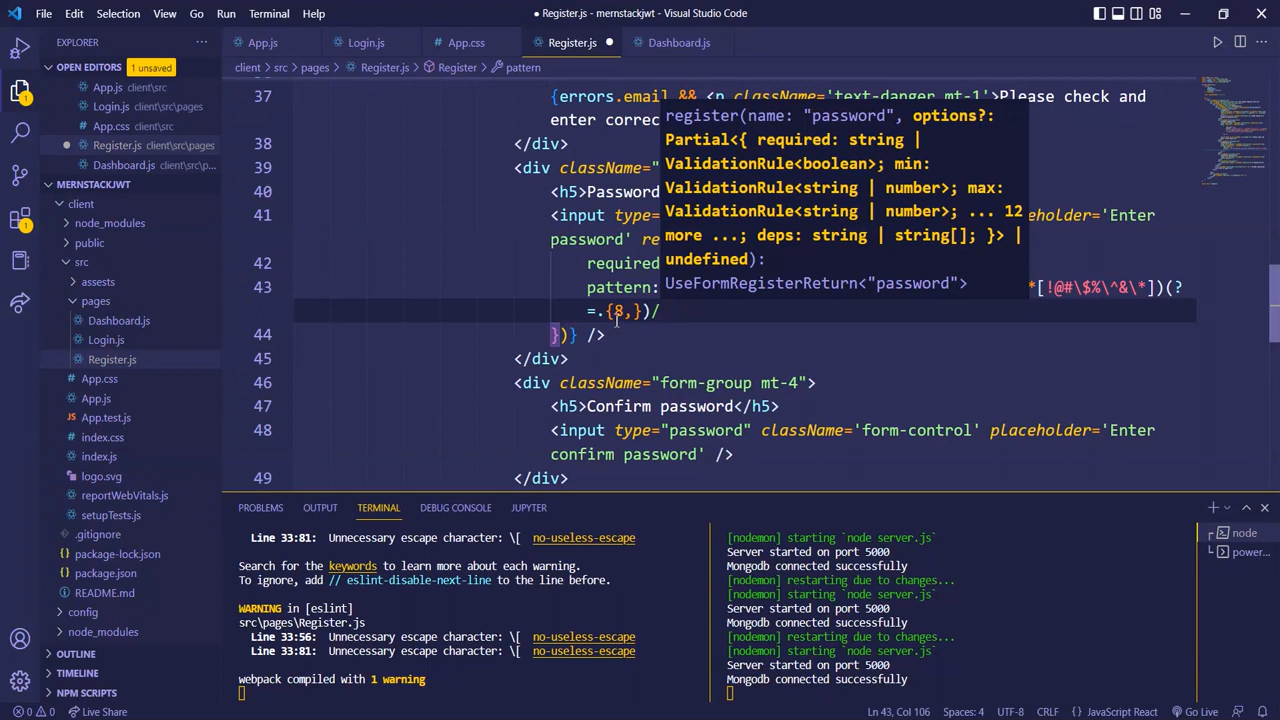 File Edit Selection View Go Run Terminal Help
● Register.js - mernstackjwt - Visual Studio Code
EXPLORER ...
OPEN EDITORS 1 unsaved
App.js client\src
Login.js client\src\pages
App.css client\src
● Register.js client\src\pages
Dashboard.js client\src\p...
MERNSTACKJWT
client
node_modules
public
src
assests
pages
Dashboard.js
Login.js
Register.js
App.css
App.js
App.test.js
index.css
index.js
logo.svg
reportWebVitals.js
setupTests.js
.gitignore
package-lock.json
package.json
README.md
config
node_modules
OUTLINE
TIMELINE
NPM SCRIPTS
App.js Login.js App.css Register.js ● Dashboard.js
client > src > pages > Register.js > Register > pattern
37 {errors.email && <p className='text-danger mt-1'>Please check and
enter correc
38 </div>
39 <div className="
40 <h5>Password
41 <input type= eholder='Enter
password' re
42 required
43 pattern: *[!@#\$%\^&\*])(?
=.{8,})/
44 })} />
45 </div>
46 <div className="form-group mt-4">
47 <h5>Confirm password</h5>
48 <input type="password" className='form-control' placeholder='Enter
confirm password' />
49 </div>
register(name: "password", options?:
Partial<{ required: string |
ValidationRule<boolean>; min:
ValidationRule<string | number>; max:
ValidationRule<string | number>; ... 12
more ...; deps: string | string[]; }> |
undefined):
UseFormRegisterReturn<"password">
PROBLEMS OUTPUT TERMINAL DEBUG CONSOLE JUPYTER
Line 33:81: Unnecessary escape character: \[ no-useless-escape
Search for the keywords to learn more about each warning.
To ignore, add // eslint-disable-next-line to the line before.
WARNING in [eslint]
src\pages\Register.js
Line 33:56: Unnecessary escape character: \[ no-useless-escape
Line 33:81: Unnecessary escape character: \[ no-useless-escape
webpack compiled with 1 warning
[nodemon] starting `node server.js`
Server started on port 5000
Mongodb connected successfully
[nodemon] restarting due to changes...
[nodemon] starting `node server.js`
Server started on port 5000
Mongodb connected successfully
[nodemon] restarting due to changes...
[nodemon] starting `node server.js`
Server started on port 5000
Mongodb connected successfully
node
power...
0 0 Live Share
Ln 43, Col 106 Spaces: 4 UTF-8 CRLF JavaScript React Go Live